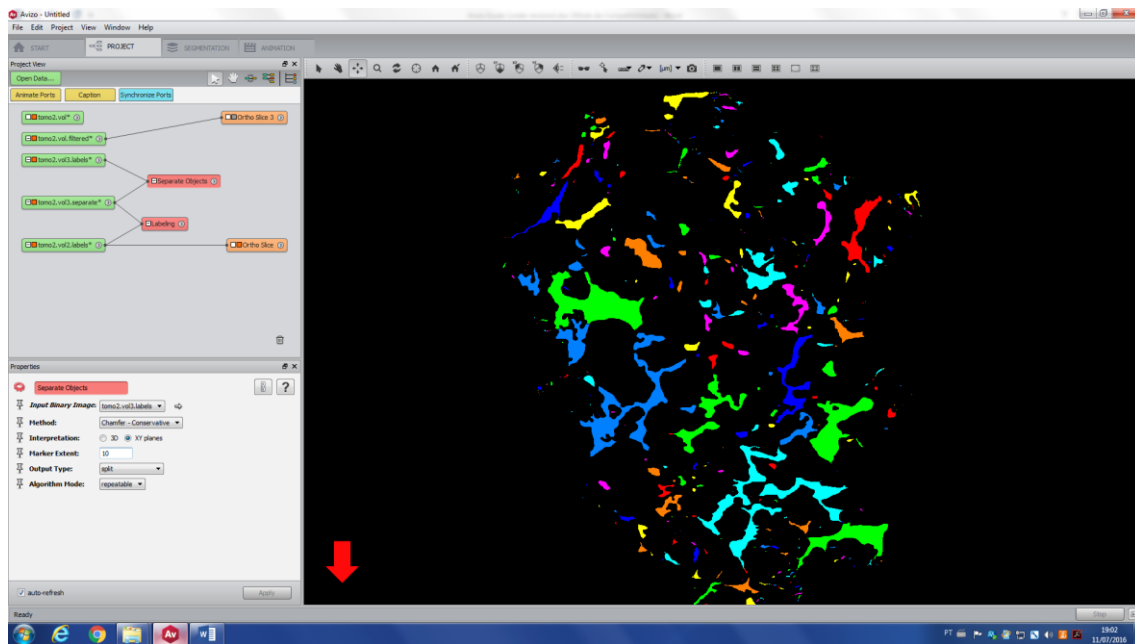 Avizo - Untitled
File Edit Project View Window Help
START PROJECT SEGMENTATION ANIMATION
Project View
Open Data...
Animate Ports Caption Synchronize Ports
tomo2.vol* Ortho Slice 3
tomo2.vol.filtered*
tomo2.vol3.labels*
Separate Objects
tomo2.vol3.separate*
Labeling
tomo2.vol2.labels* Ortho Slice
Properties
Separate Objects
Input Binary Image: tomo2.vol3.labels
Method: Chamfer - Conservative
Interpretation: 3D XY planes
Marker Extent: 10
Output Type: split
Algorithm Mode: repeatable
auto-refresh Apply
Ready Stop
PT 19:02
11/07/2016